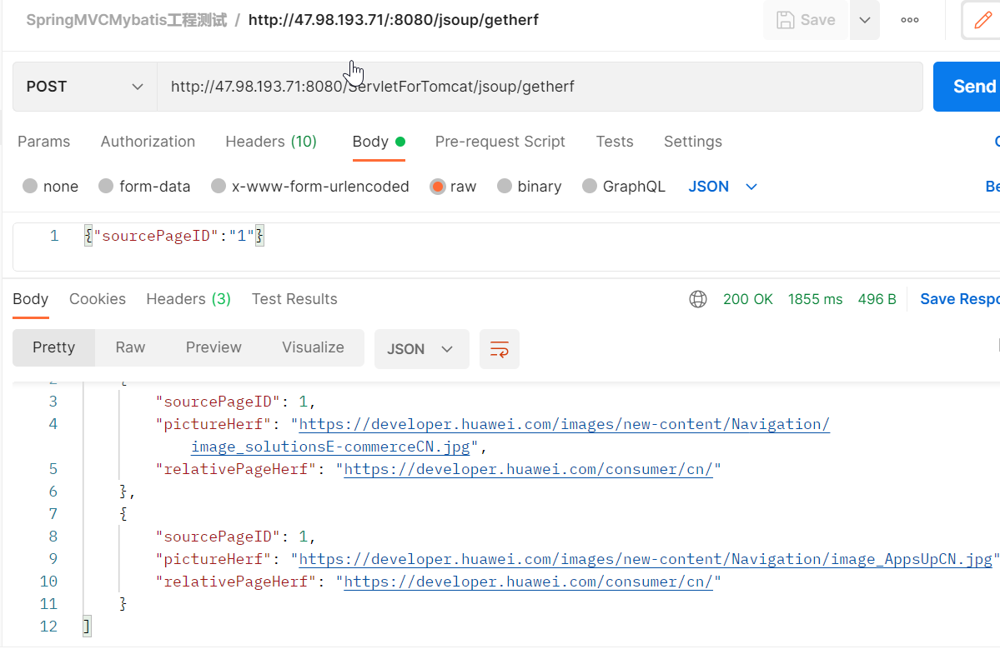 SpringMVCMybatis工程测试 / http://47.98.193.71/:8080/jsoup/getherf Save
POST http://47.98.193.71:8080/ServletForTomcat/jsoup/getherf Send
Params Authorization Headers (10) Body Pre-request Script Tests Settings
none form-data x-www-form-urlencoded raw binary GraphQL JSON Be
1 {"sourcePageID":"1"}
Body Cookies Headers (3) Test Results 200 OK 1855 ms 496 B Save Respo
Pretty Raw Preview Visualize JSON
2 {
3 "sourcePageID": 1,
4 "pictureHerf": "https://developer.huawei.com/images/new-content/Navigation/
image_solutionsE-commerceCN.jpg",
5 "relativePageHerf": "https://developer.huawei.com/consumer/cn/"
6 },
7 {
8 "sourcePageID": 1,
9 "pictureHerf": "https://developer.huawei.com/images/new-content/Navigation/image_AppsUpCN.jpg"
10 "relativePageHerf": "https://developer.huawei.com/consumer/cn/"
11 }
12 ]